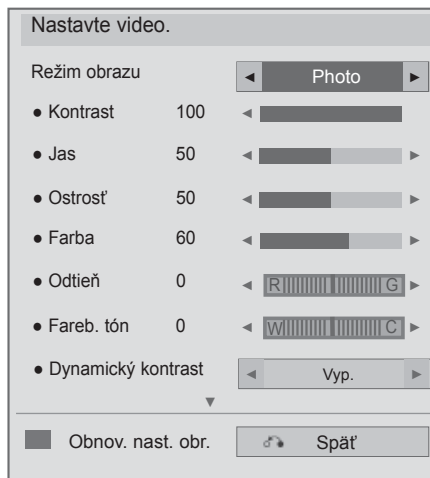 Nastavte video.
Režim obrazu ◄ Photo ►
● Kontrast 100 ◄
● Jas 50 ◄ ►
● Ostrosť 50 ◄ ►
● Farba 60 ◄ ►
● Odtieň 0 ◄ R G ►
● Fareb. tón 0 ◄ W C ►
● Dynamický kontrast ◄ Vyp. ►
▼
Obnov. nast. obr. Späť